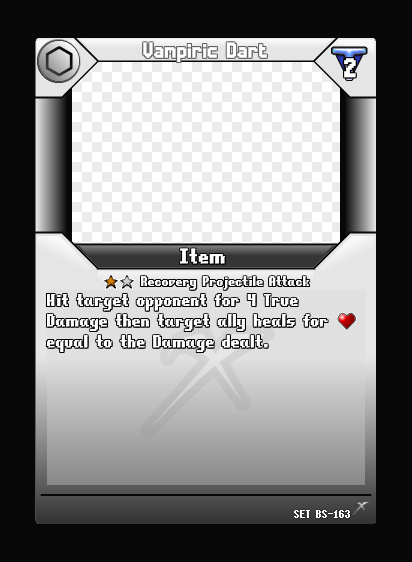 Vampiric Dart
2
Item
Recovery Projectile Attack
Hit target opponent for 4 True
Damage then target ally heals for
equal to the Damage dealt.
SET BS-163